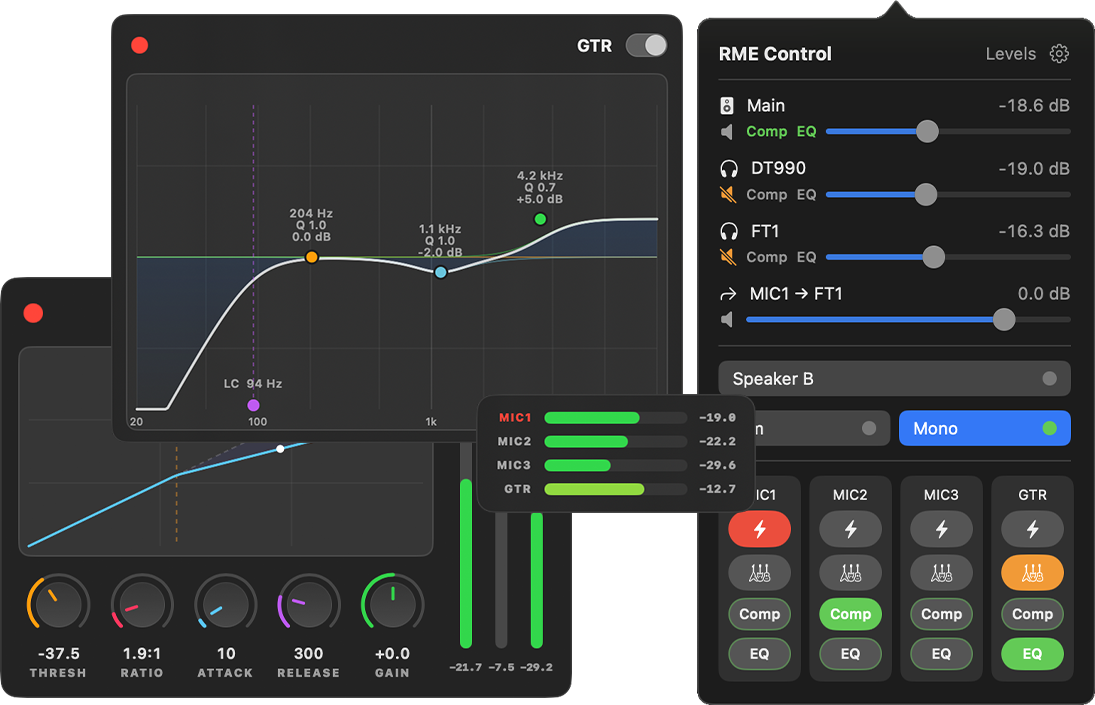 GTR
4.2 kHz
Q 0.7
+5.0 dB
204 Hz
Q 1.0
0.0 dB
1.1 kHz
Q 1.0
-2.0 dB
LC 94 Hz
20 100 1k
RME Control Levels
Main -18.6 dB
Comp EQ
DT990 -19.0 dB
Comp EQ
FT1 -16.3 dB
Comp EQ
MIC1 → FT1 0.0 dB
Speaker B
Mono
MIC1 -19.0
MIC2 -22.2
MIC3 -29.6
GTR -12.7
MIC2 MIC3 GTR
Comp Comp Comp Comp
EQ EQ EQ EQ
-37.5 1.9:1 10 300 +0.0
THRESH RATIO ATTACK RELEASE GAIN
-21.7 -7.5 -29.2